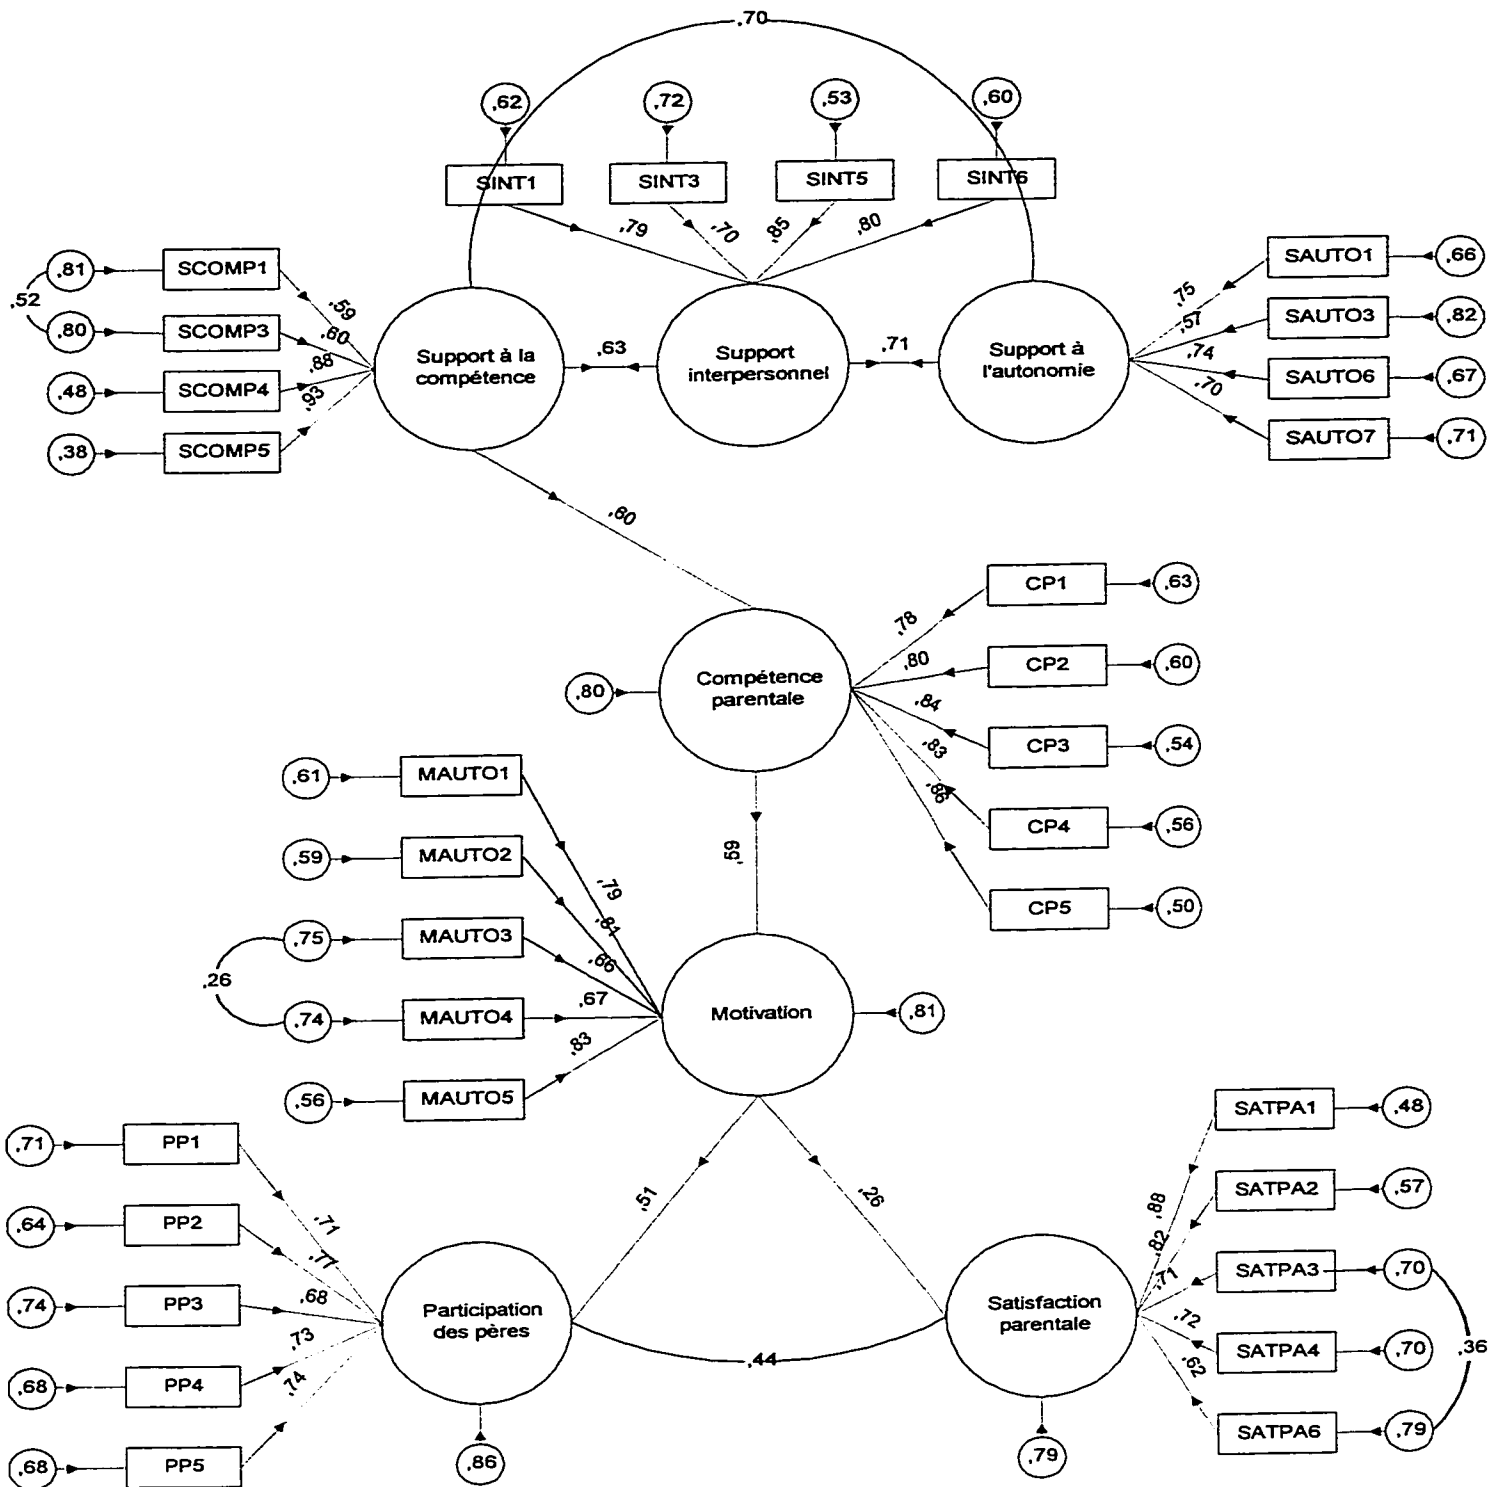 ,70
,62
,72
,53
,60
SINT1
SINT3
SINT5
SINT6
,79
,70
,85
,80
,81
SCOMP1
,59
,52
,80
SCOMP3
,60
,48
SCOMP4
,88
,38
SCOMP5
,93
Support à la
compétence
,63
Support
interpersonnel
,71
Support à
l'autonomie
,75
SAUTO1
,66
,57
SAUTO3
,82
,74
SAUTO6
,67
,70
SAUTO7
,71
,60
,80
Compétence
parentale
,78
CP1
,63
,80
CP2
,60
,84
CP3
,54
,83
CP4
,56
,86
CP5
,50
,59
,61
MAUTO1
,79
,59
MAUTO2
,81
,75
MAUTO3
,66
,26
,74
MAUTO4
,67
,56
MAUTO5
,83
Motivation
,81
,51
,26
,71
PP1
,71
,64
PP2
,77
,74
PP3
,68
,68
PP4
,73
,68
PP5
,74
Participation
des pères
,86
,44
Satisfaction
parentale
,79
,88
SATPA1
,48
,82
SATPA2
,57
,71
SATPA3
,70
,72
SATPA4
,70
,36
,62
SATPA6
,79